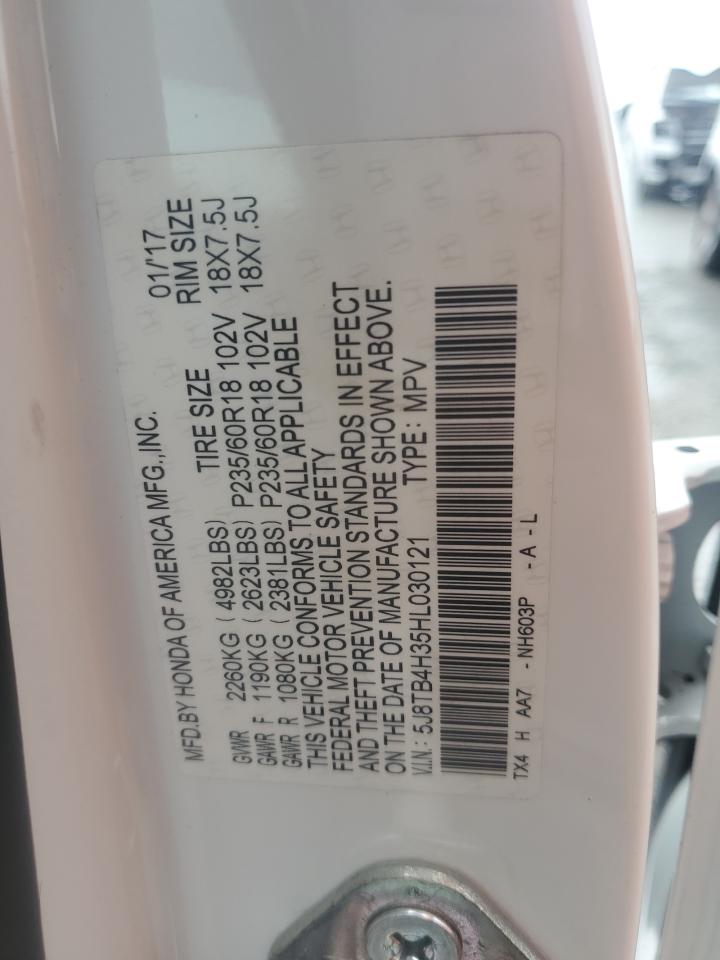 MFD.BY HONDA OF AMERICA MFG.,INC. 01/'17
TIRE SIZE RIM SIZE
GVWR 2260KG ( 4982LBS)
GAWR F 1190KG ( 2623LBS) P235/60R18 102V 18X7.5J
GAWR R 1080KG ( 2381LBS) P235/60R18 102V 18X7.5J
THIS VEHICLE CONFORMS TO ALL APPLICABLE
FEDERAL MOTOR VEHICLE SAFETY
AND THEFT PREVENTION STANDARDS IN EFFECT
ON THE DATE OF MANUFACTURE SHOWN ABOVE.
V.I.N.: 5J8TB4H35HL030121 TYPE: MPV
TX4 H AA7 - NH603P - A - L